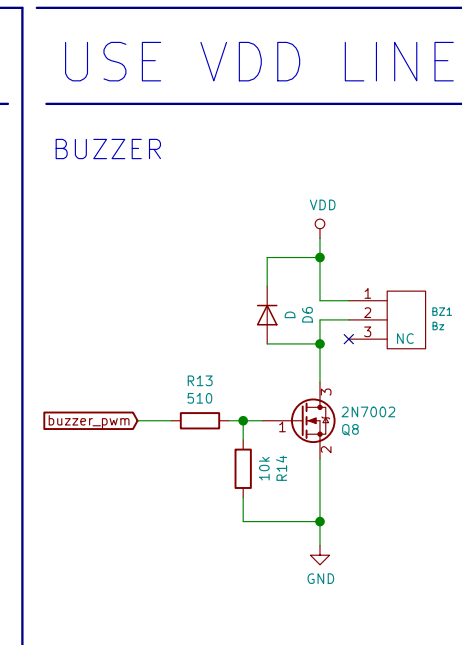 USE VDD LINE
BUZZER
VDD
D
D6
1
2
3
NC
BZ1
Bz
R13
510
buzzer_pwm
1
3
2N7002
Q8
2
10k
R14
GND